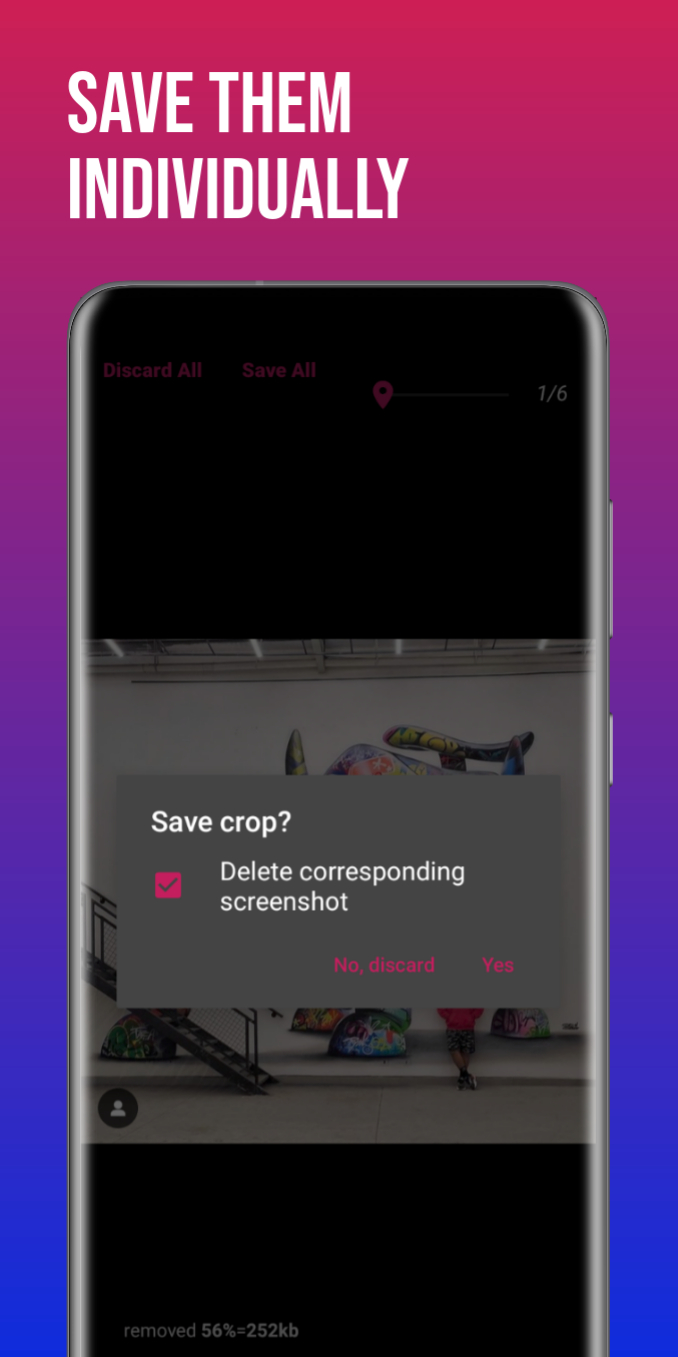 SAVE THEM
INDIVIDUALLY
Discard All Save All
1/6
Save crop?
Delete corresponding
screenshot
No, discard Yes
removed 56%=252kb